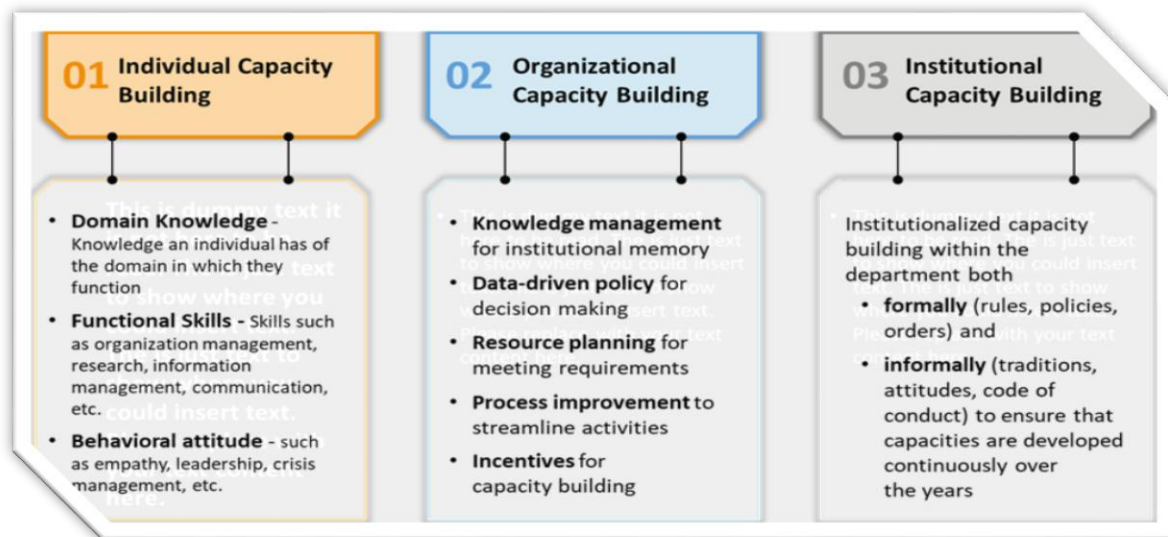 01 Individual Capacity
Building
• Domain Knowledge -
Knowledge an individual has of
the domain in which they
function
• Functional Skills - Skills such
as organization management,
research, information
management, communication,
etc.
• Behavioral attitude - such
as empathy, leadership, crisis
management, etc.
02 Organizational
Capacity Building
• Knowledge management
for institutional memory
• Data-driven policy for
decision making
• Resource planning for
meeting requirements
• Process improvement to
streamline activities
• Incentives for
capacity building
03 Institutional
Capacity Building
Institutionalized capacity
building within the
department both
• formally (rules, policies,
orders) and
• informally (traditions,
attitudes, code of
conduct) to ensure that
capacities are developed
continuously over
the years